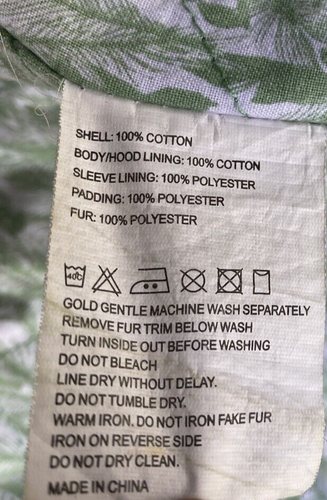 SHELL: 100% COTTON
BODY/HOOD LINING: 100% COTTON
SLEEVE LINING: 100% POLYESTER
PADDING: 100% POLYESTER
FUR: 100% POLYESTER
40°C
GOLD GENTLE MACHINE WASH SEPARATELY
REMOVE FUR TRIM BELOW WASH
TURN INSIDE OUT BEFORE WASHING
DO NOT BLEACH
LINE DRY WITHOUT DELAY.
DO NOT TUMBLE DRY.
WARM IRON. DO NOT IRON FAKE FUR
IRON ON REVERSE SIDE
DO NOT DRY CLEAN.
MADE IN CHINA